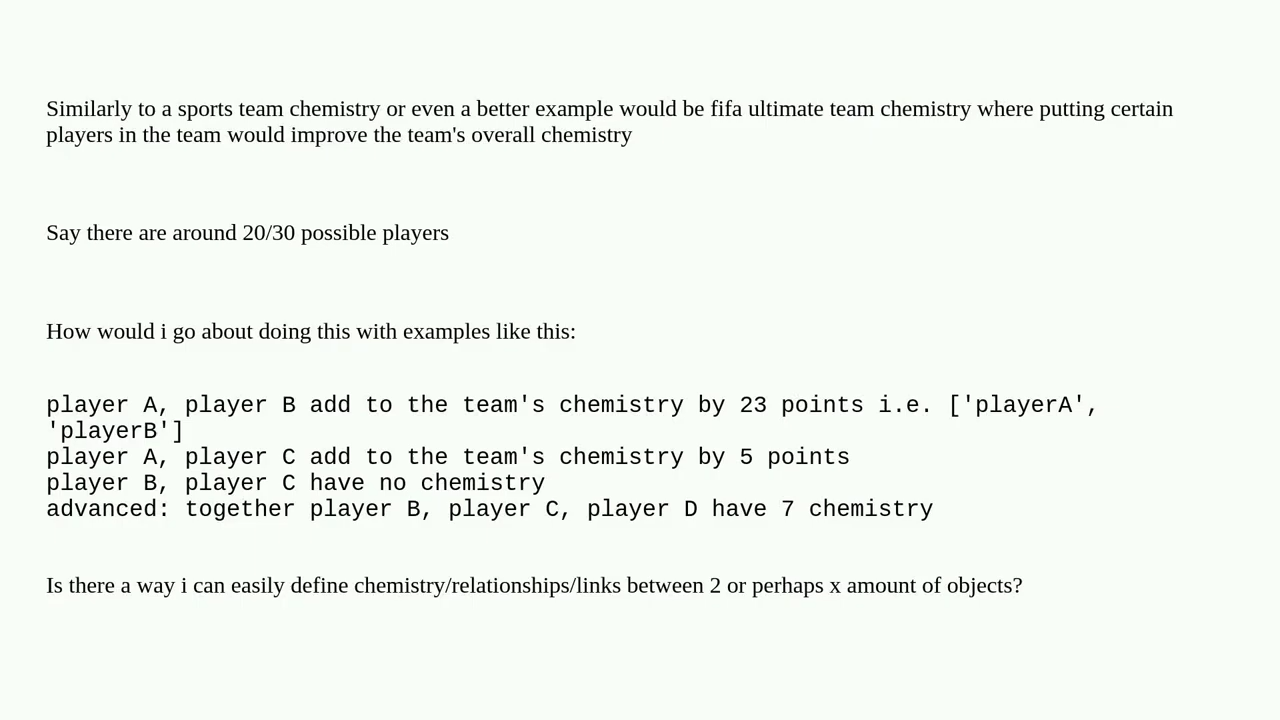 Similarly to a sports team chemistry or even a better example would be fifa ultimate team chemistry where putting certain
players in the team would improve the team's overall chemistry
Say there are around 20/30 possible players
How would i go about doing this with examples like this:
player A, player B add to the team's chemistry by 23 points i.e. ['playerA',
'playerB']
player A, player C add to the team's chemistry by 5 points
player B, player C have no chemistry
advanced: together player B, player C, player D have 7 chemistry
Is there a way i can easily define chemistry/relationships/links between 2 or perhaps x amount of objects?